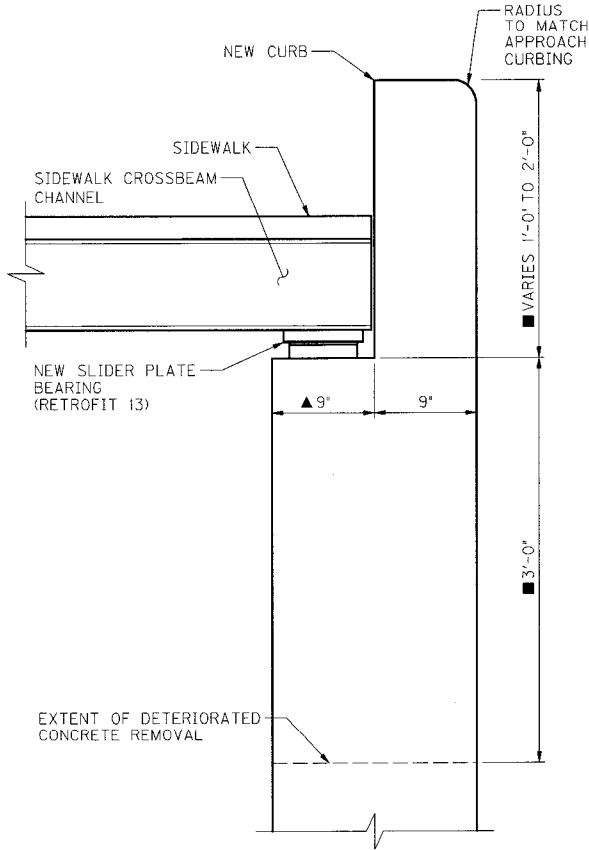 RADIUS
TO MATCH
APPROACH
CURBING
NEW CURB
SIDEWALK
SIDEWALK CROSSBEAM
CHANNEL
■VARIES 1'-0" TO 2'-0"
NEW SLIDER PLATE
BEARING
(RETROFIT 13)
▲9"
9"
■3'-0"
EXTENT OF DETERIORATED
CONCRETE REMOVAL